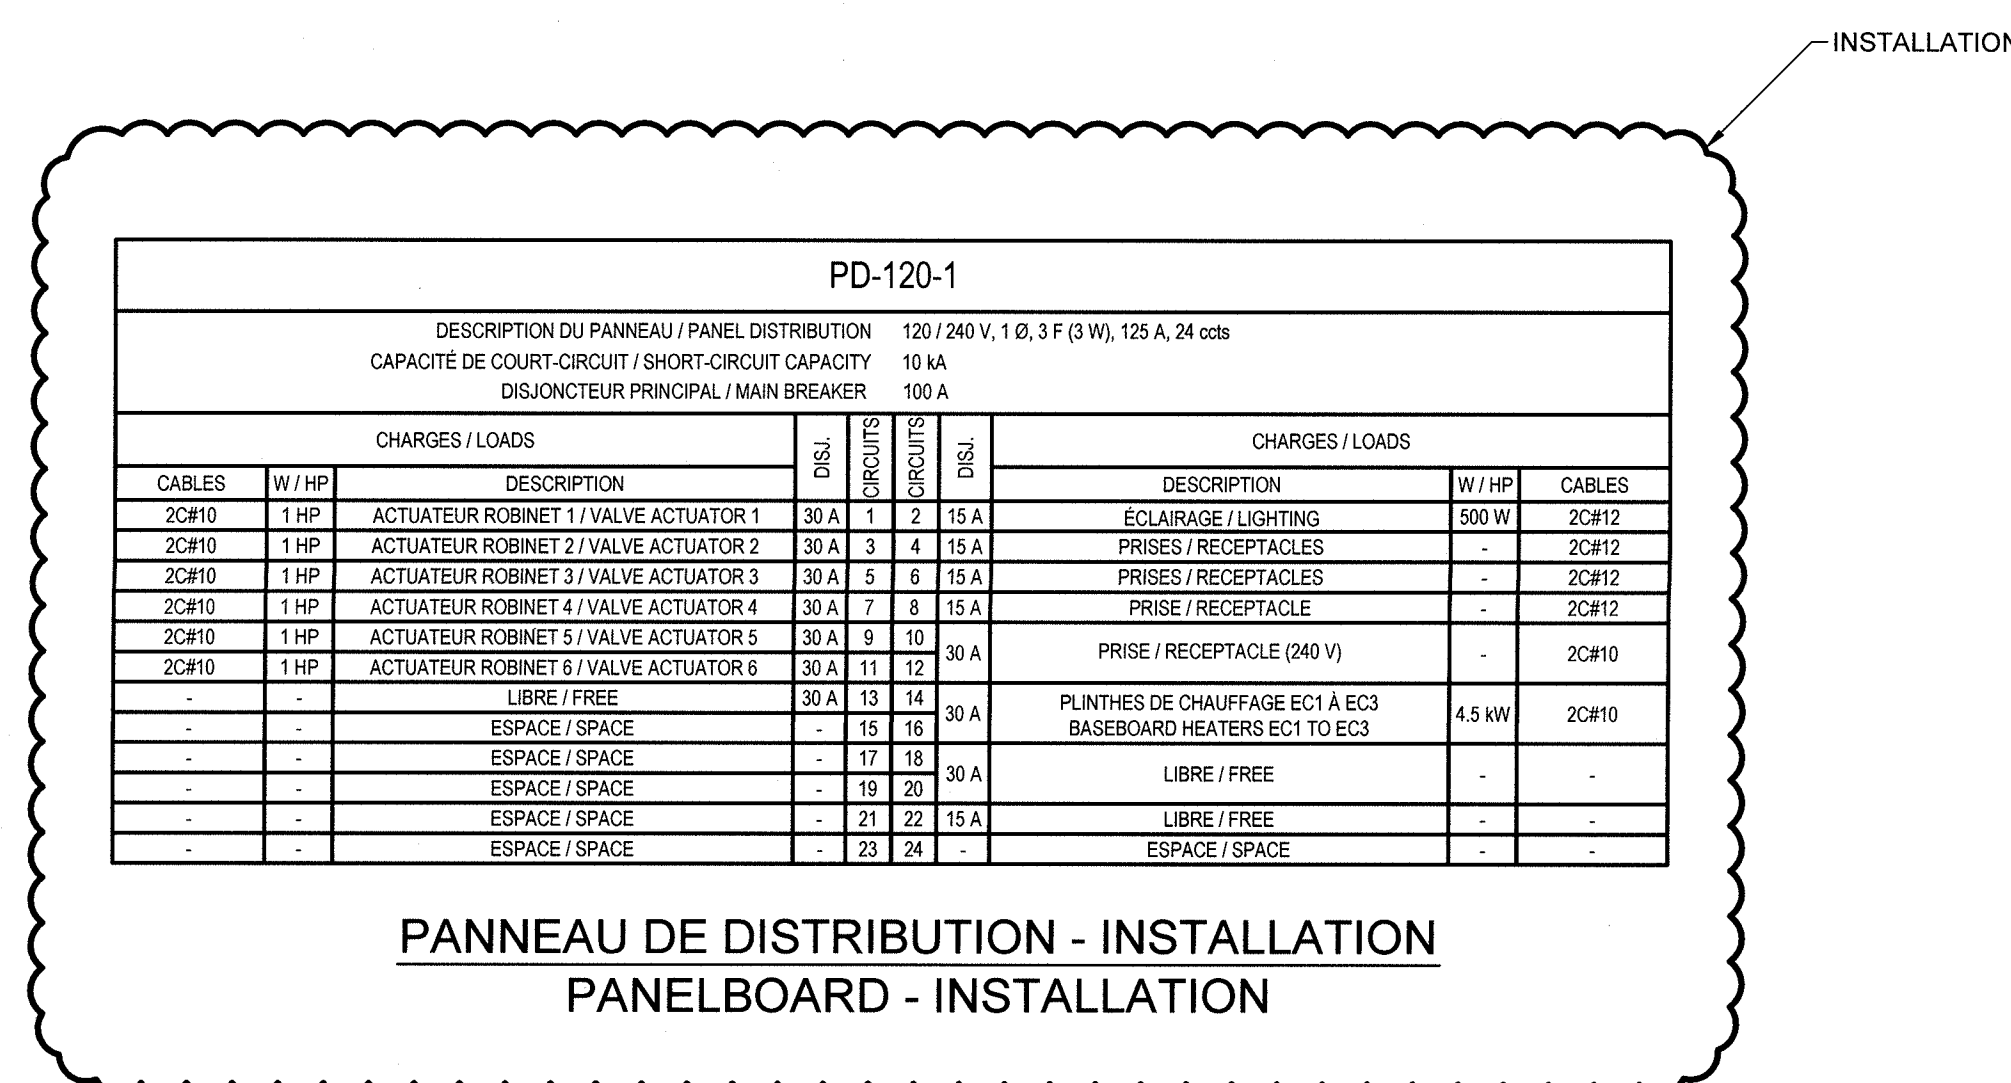 INSTALLATION
PD-120-1
DESCRIPTION DU PANNEAU / PANEL DISTRIBUTION 120 / 240 V, 1 Ø, 3 F (3 W), 125 A, 24 ccts
CAPACITÉ DE COURT-CIRCUIT / SHORT-CIRCUIT CAPACITY 10 kA
DISJONCTEUR PRINCIPAL / MAIN BREAKER 100 A
CHARGES / LOADS DISJ. CIRCUITS CIRCUITS DISJ. CHARGES / LOADS
CABLES W / HP DESCRIPTION DESCRIPTION W / HP CABLES
2C#10 1 HP ACTUATEUR ROBINET 1 / VALVE ACTUATOR 1 30 A 1 2 15 A ÉCLAIRAGE / LIGHTING 500 W 2C#12
2C#10 1 HP ACTUATEUR ROBINET 2 / VALVE ACTUATOR 2 30 A 3 4 15 A PRISES / RECEPTACLES - 2C#12
2C#10 1 HP ACTUATEUR ROBINET 3 / VALVE ACTUATOR 3 30 A 5 6 15 A PRISES / RECEPTACLES - 2C#12
2C#10 1 HP ACTUATEUR ROBINET 4 / VALVE ACTUATOR 4 30 A 7 8 15 A PRISE / RECEPTACLE - 2C#12
2C#10 1 HP ACTUATEUR ROBINET 5 / VALVE ACTUATOR 5 30 A 9 10
30 A PRISE / RECEPTACLE (240 V) - 2C#10
2C#10 1 HP ACTUATEUR ROBINET 6 / VALVE ACTUATOR 6 30 A 11 12
- - LIBRE / FREE 30 A 13 14
30 A PLINTHES DE CHAUFFAGE EC1 À EC3 4.5 kW 2C#10
BASEBOARD HEATERS EC1 TO EC3
- - ESPACE / SPACE - 15 16
- - ESPACE / SPACE - 17 18
30 A LIBRE / FREE - -
- - ESPACE / SPACE - 19 20
- - ESPACE / SPACE - 21 22 15 A LIBRE / FREE - -
- - ESPACE / SPACE - 23 24 - ESPACE / SPACE - -
PANNEAU DE DISTRIBUTION - INSTALLATION
PANELBOARD - INSTALLATION